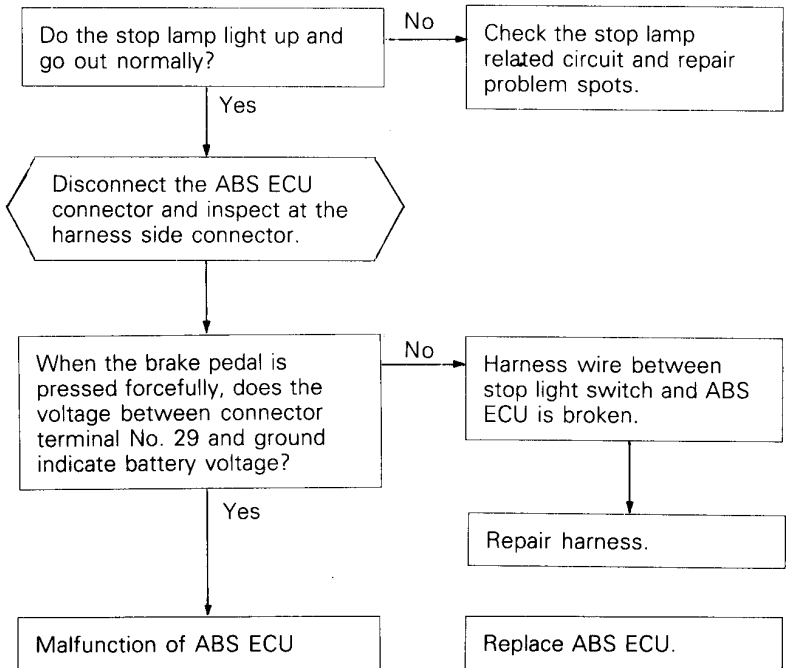 Do the stop lamp light up and
go out normally?
No
Check the stop lamp
related circuit and repair
problem spots.
Yes
Disconnect the ABS ECU
connector and inspect at the
harness side connector.
When the brake pedal is
pressed forcefully, does the
voltage between connector
terminal No. 29 and ground
indicate battery voltage?
No
Harness wire between
stop light switch and ABS
ECU is broken.
Yes
Repair harness.
Malfunction of ABS ECU
Replace ABS ECU.